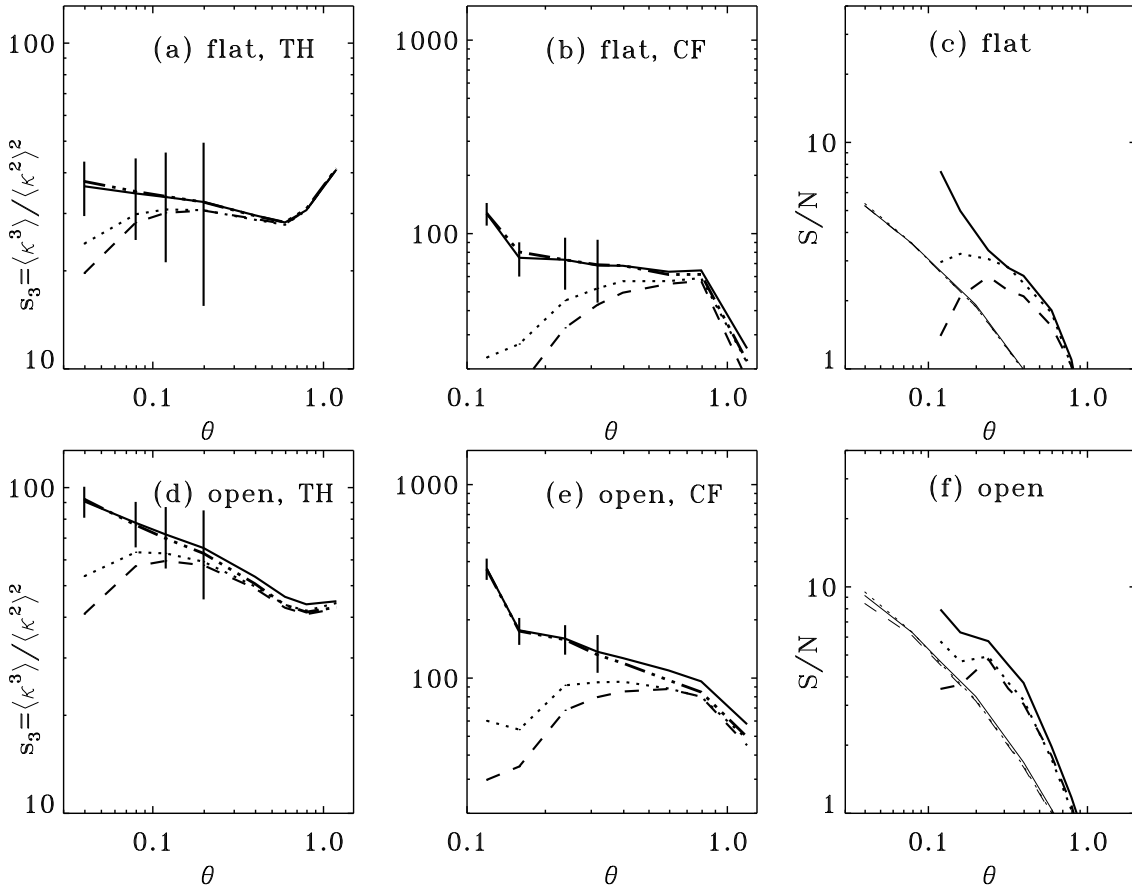 (a) flat, TH
100
10
s₃=⟨κ³⟩/⟨κ²⟩²
0.1
1.0
θ
(b) flat, CF
1000
100
0.1
1.0
θ
(c) flat
10
1
S/N
0.1
1.0
θ
(d) open, TH
100
10
s₃=⟨κ³⟩/⟨κ²⟩²
0.1
1.0
θ
(e) open, CF
1000
100
0.1
1.0
θ
(f) open
10
1
S/N
0.1
1.0
θ